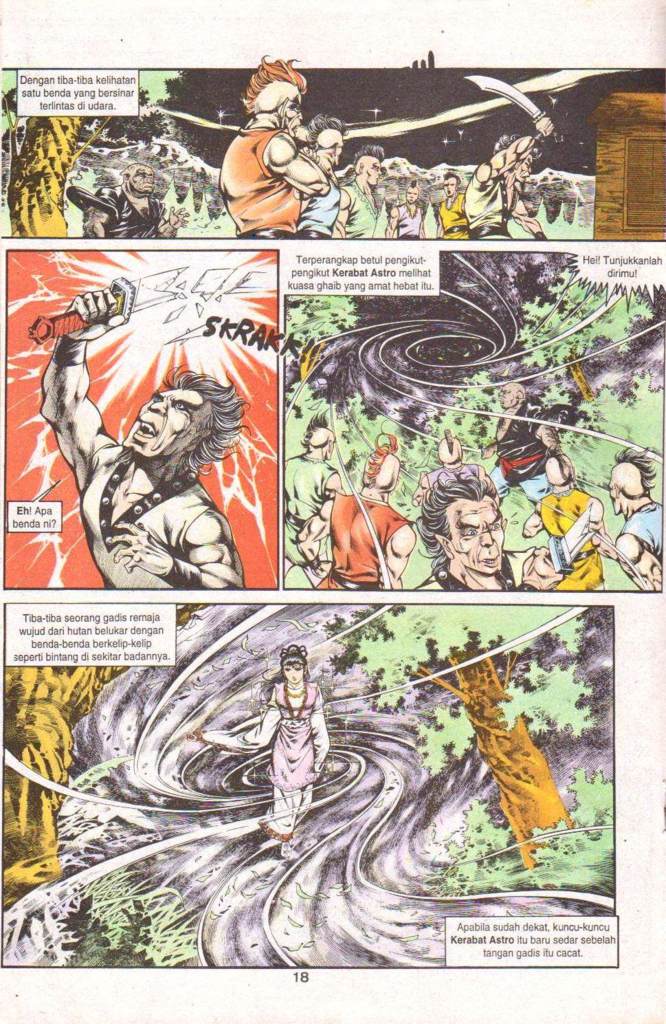 Dengan tiba-tiba kelihatan
satu benda yang bersinar
terlintas di udara.
SKRAKK!!
Eh! Apa
benda ni?
Terperangkap betul pengikut-
pengikut Kerabat Astro melihat
kuasa ghaib yang amat hebat itu.
Hei! Tunjukkanlah
dirimu!
Tiba-tiba seorang gadis remaja
wujud dari hutan belukar dengan
benda-benda berkelip-kelip
seperti bintang di sekitar badannya.
Apabila sudah dekat, kuncu-kuncu
Kerabat Astro itu baru sedar sebelah
tangan gadis itu cacat.
18